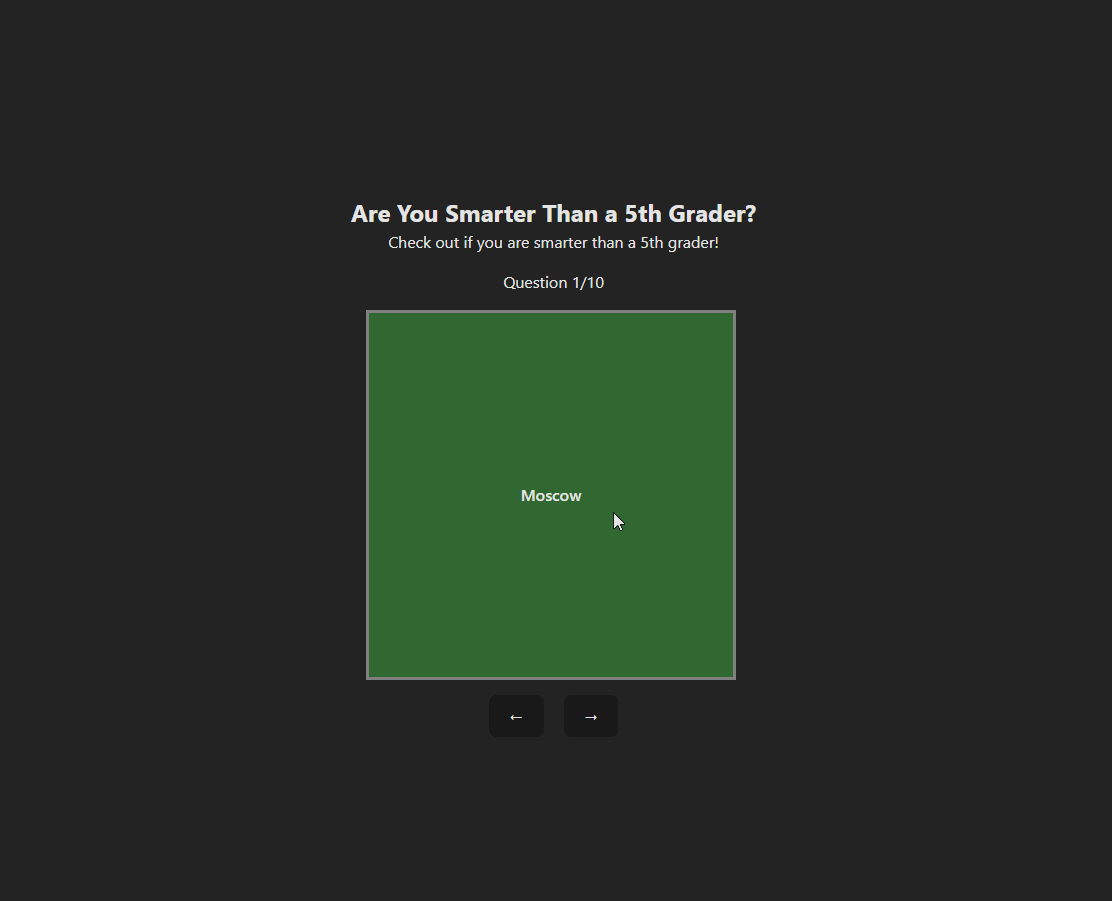 Are You Smarter Than a 5th Grader?
Check out if you are smarter than a 5th grader!
Question 1/10
Moscow
← →